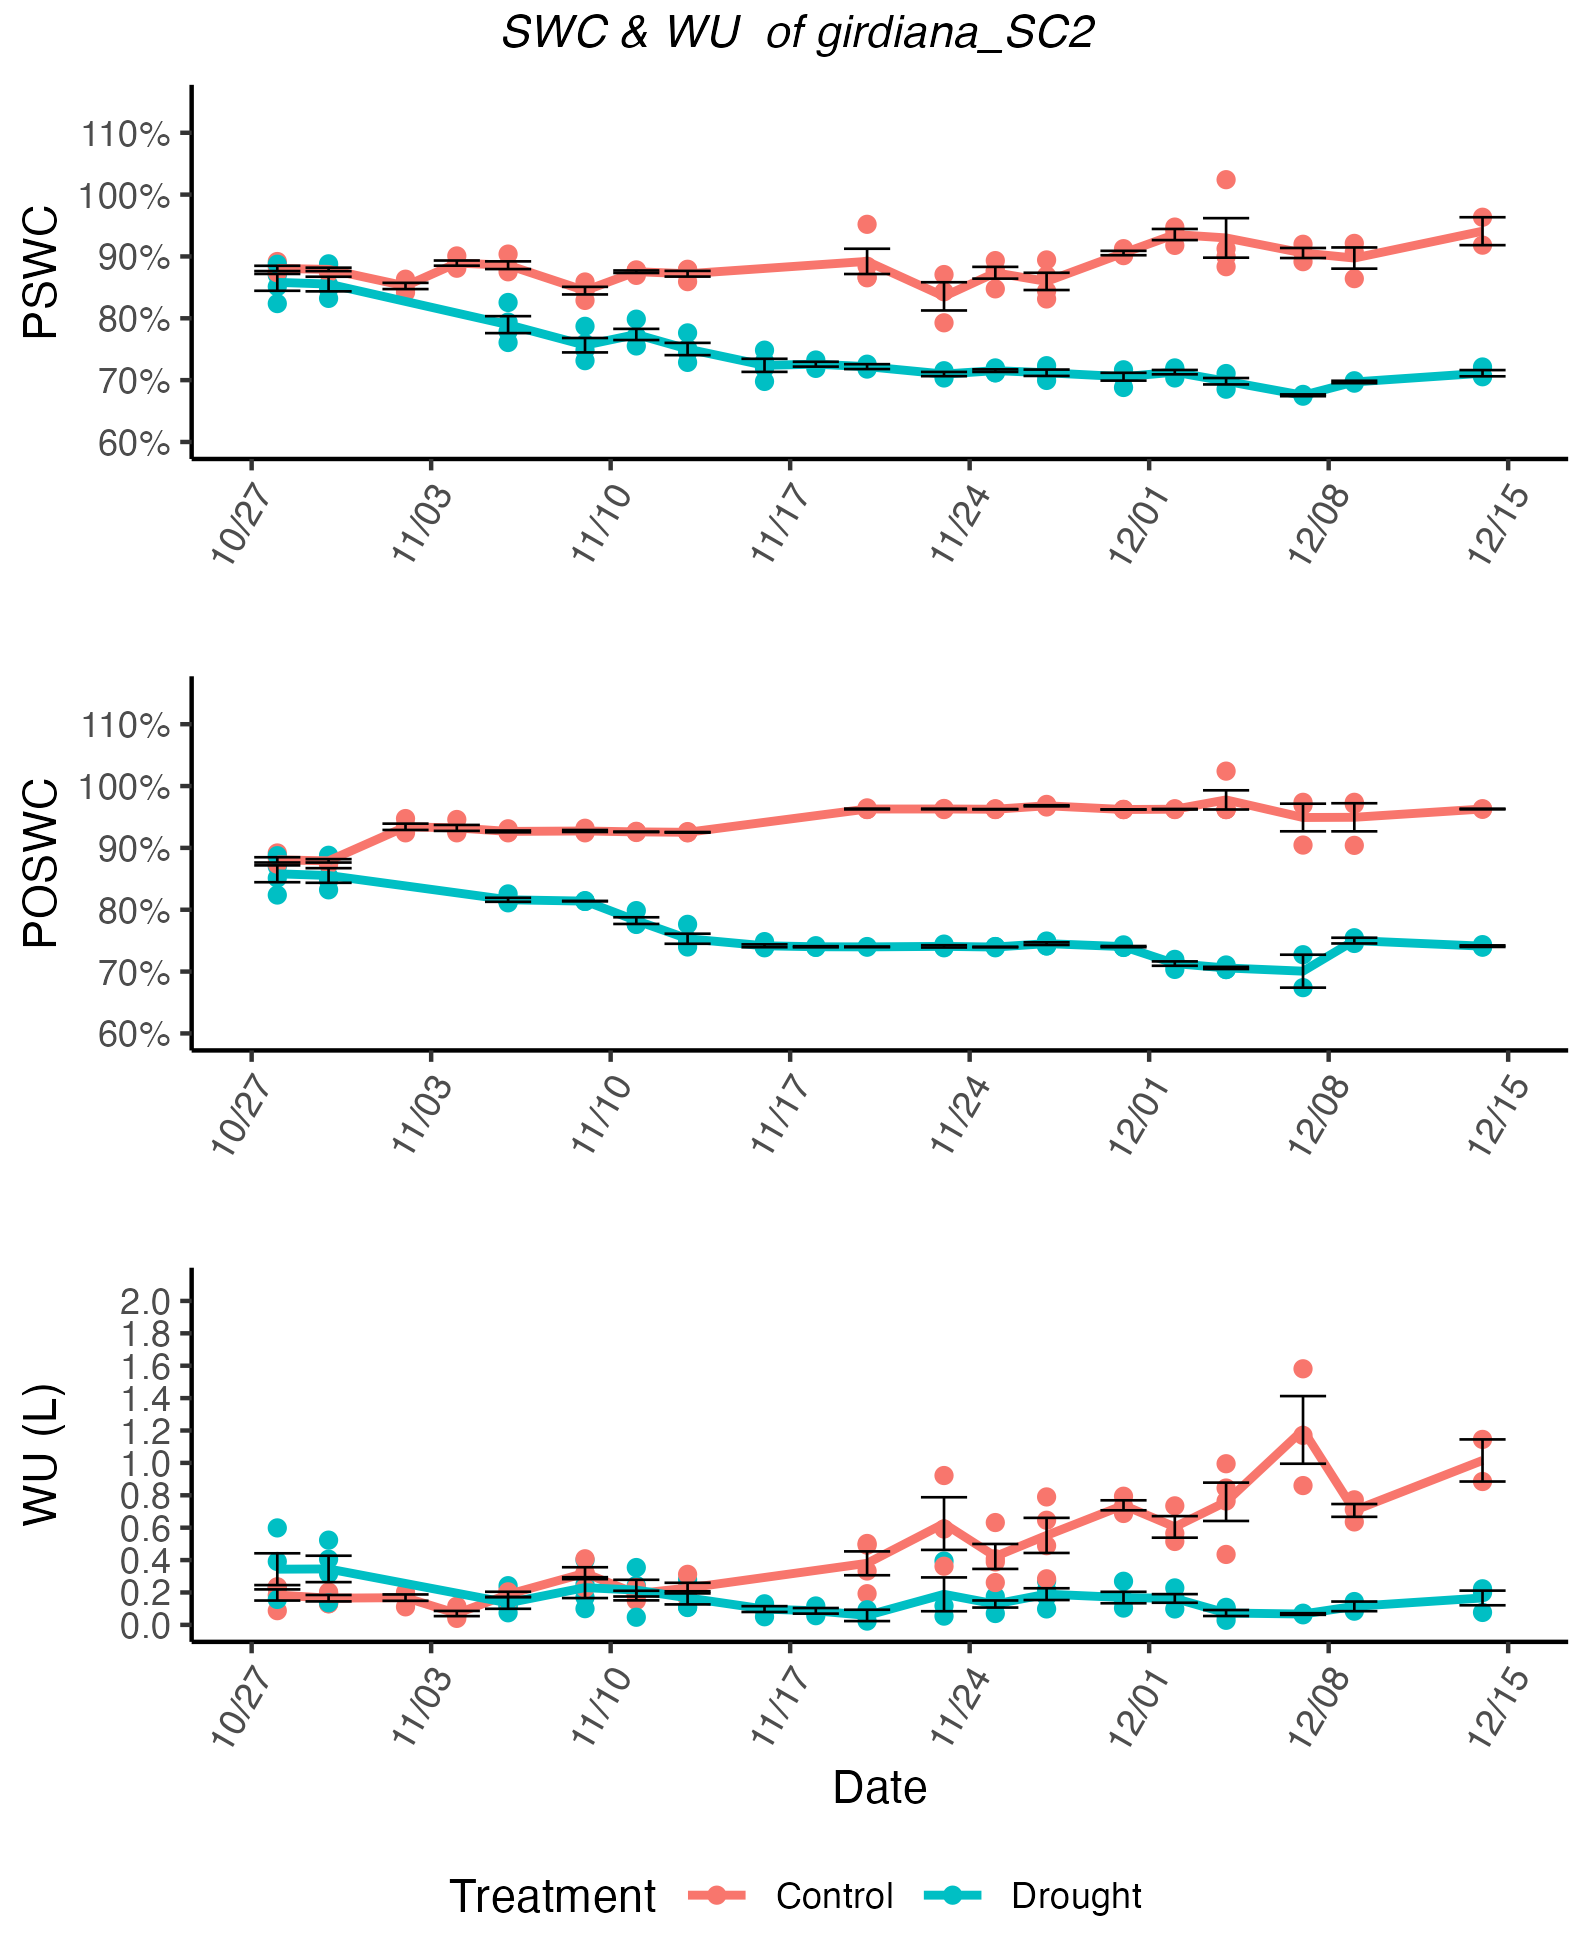 SWC & WU of girdiana_SC2
PSWC
110%
100%
90%
80%
70%
60%
10/27 11/03 11/10 11/17 11/24 12/01 12/08 12/15
POSWC
110%
100%
90%
80%
70%
60%
10/27 11/03 11/10 11/17 11/24 12/01 12/08 12/15
WU (L)
2.0
1.8
1.6
1.4
1.2
1.0
0.8
0.6
0.4
0.2
0.0
10/27 11/03 11/10 11/17 11/24 12/01 12/08 12/15
Date
Treatment Control Drought